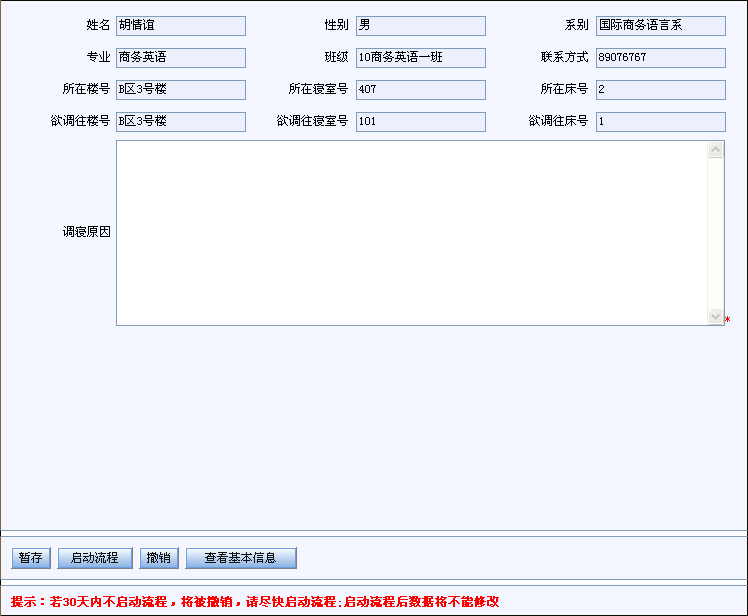 姓名 胡惜谊 性别 男 系别 国际商务语言系
专业 商务英语 班级 10商务英语一班 联系方式 89076767
所在楼号 B区3号楼 所在寝室号 407 所在床号 2
欲调往楼号 B区3号楼 欲调往寝室号 101 欲调往床号 1
调寝原因
*
暂存 启动流程 撤销 查看基本信息
提示：若30天内不启动流程，将被撤销，请尽快启动流程;启动流程后数据将不能修改